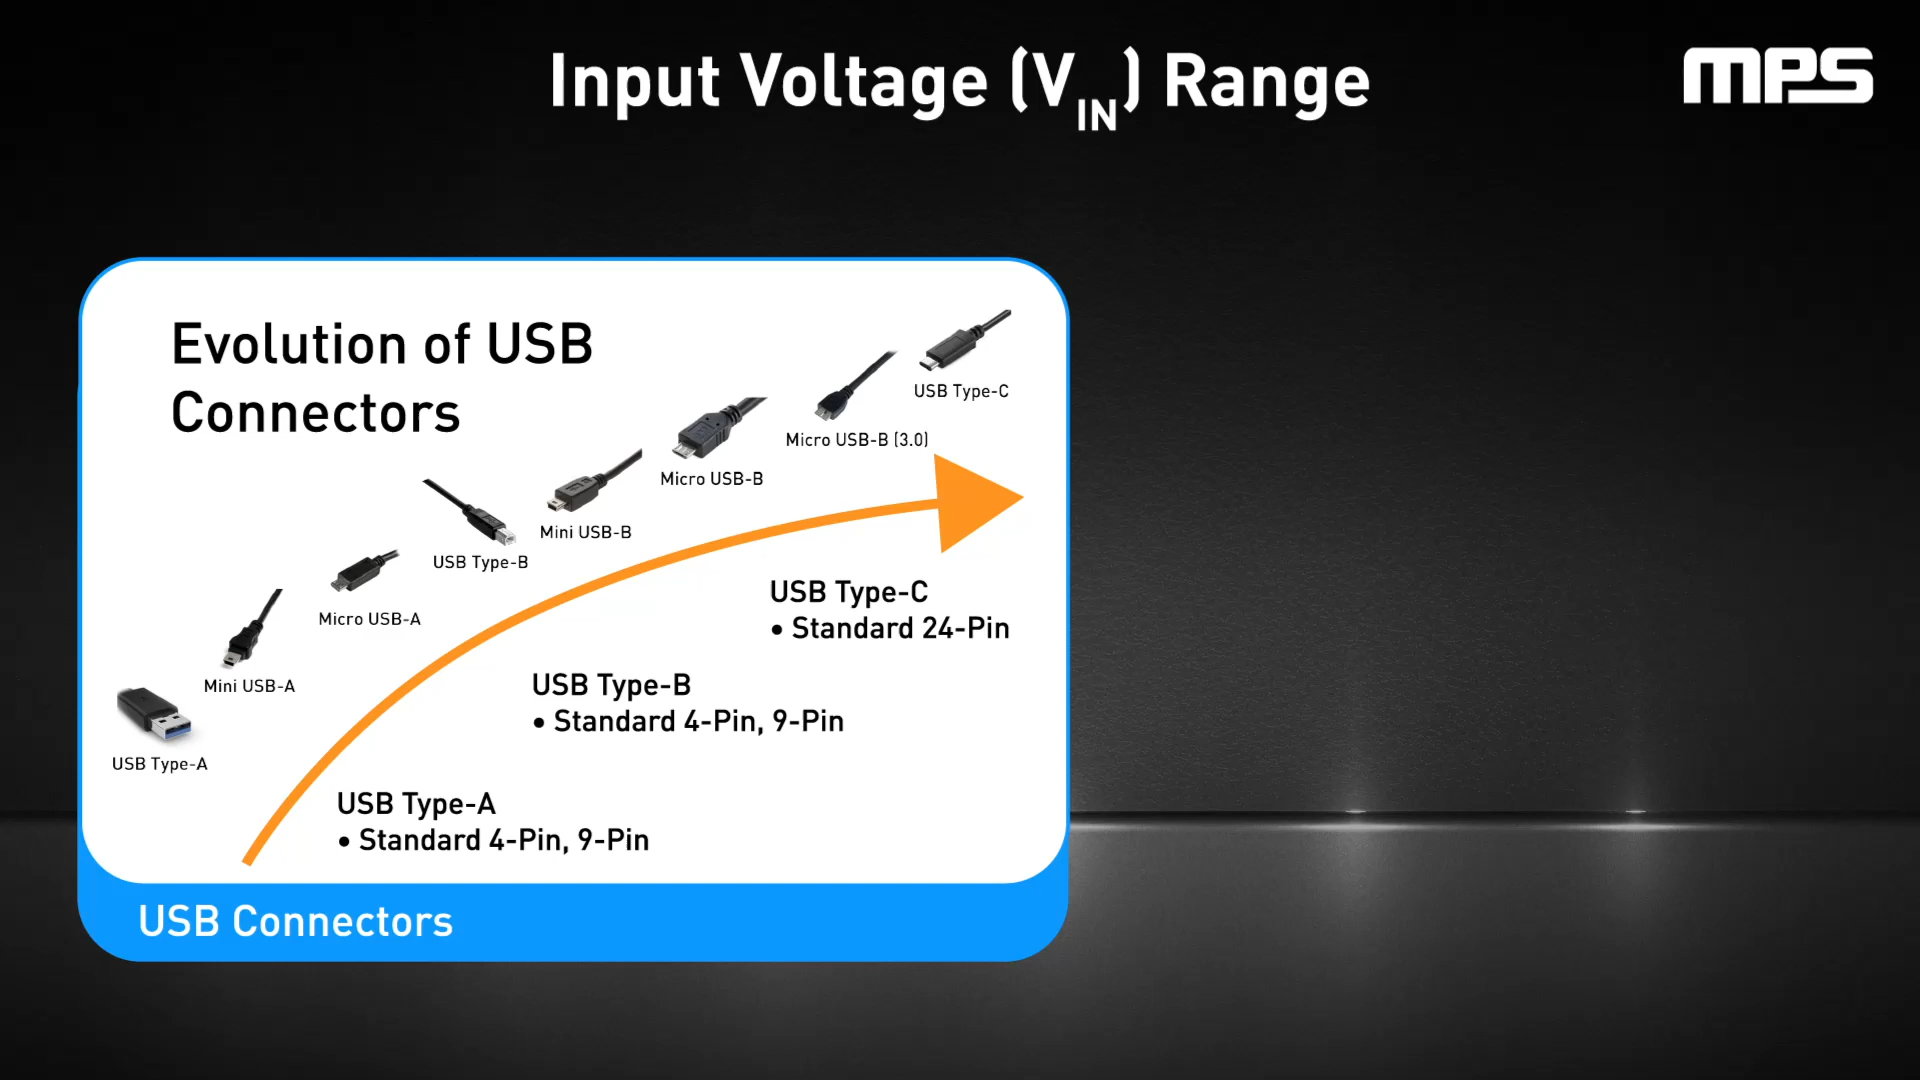 Input Voltage (VIN) Range
MPS
Evolution of USB
Connectors
USB Type-C
Micro USB-B (3.0)
Micro USB-B
Mini USB-B
USB Type-B
Micro USB-A
Mini USB-A
USB Type-A
USB Type-C
• Standard 24-Pin
USB Type-B
• Standard 4-Pin, 9-Pin
USB Type-A
• Standard 4-Pin, 9-Pin
USB Connectors